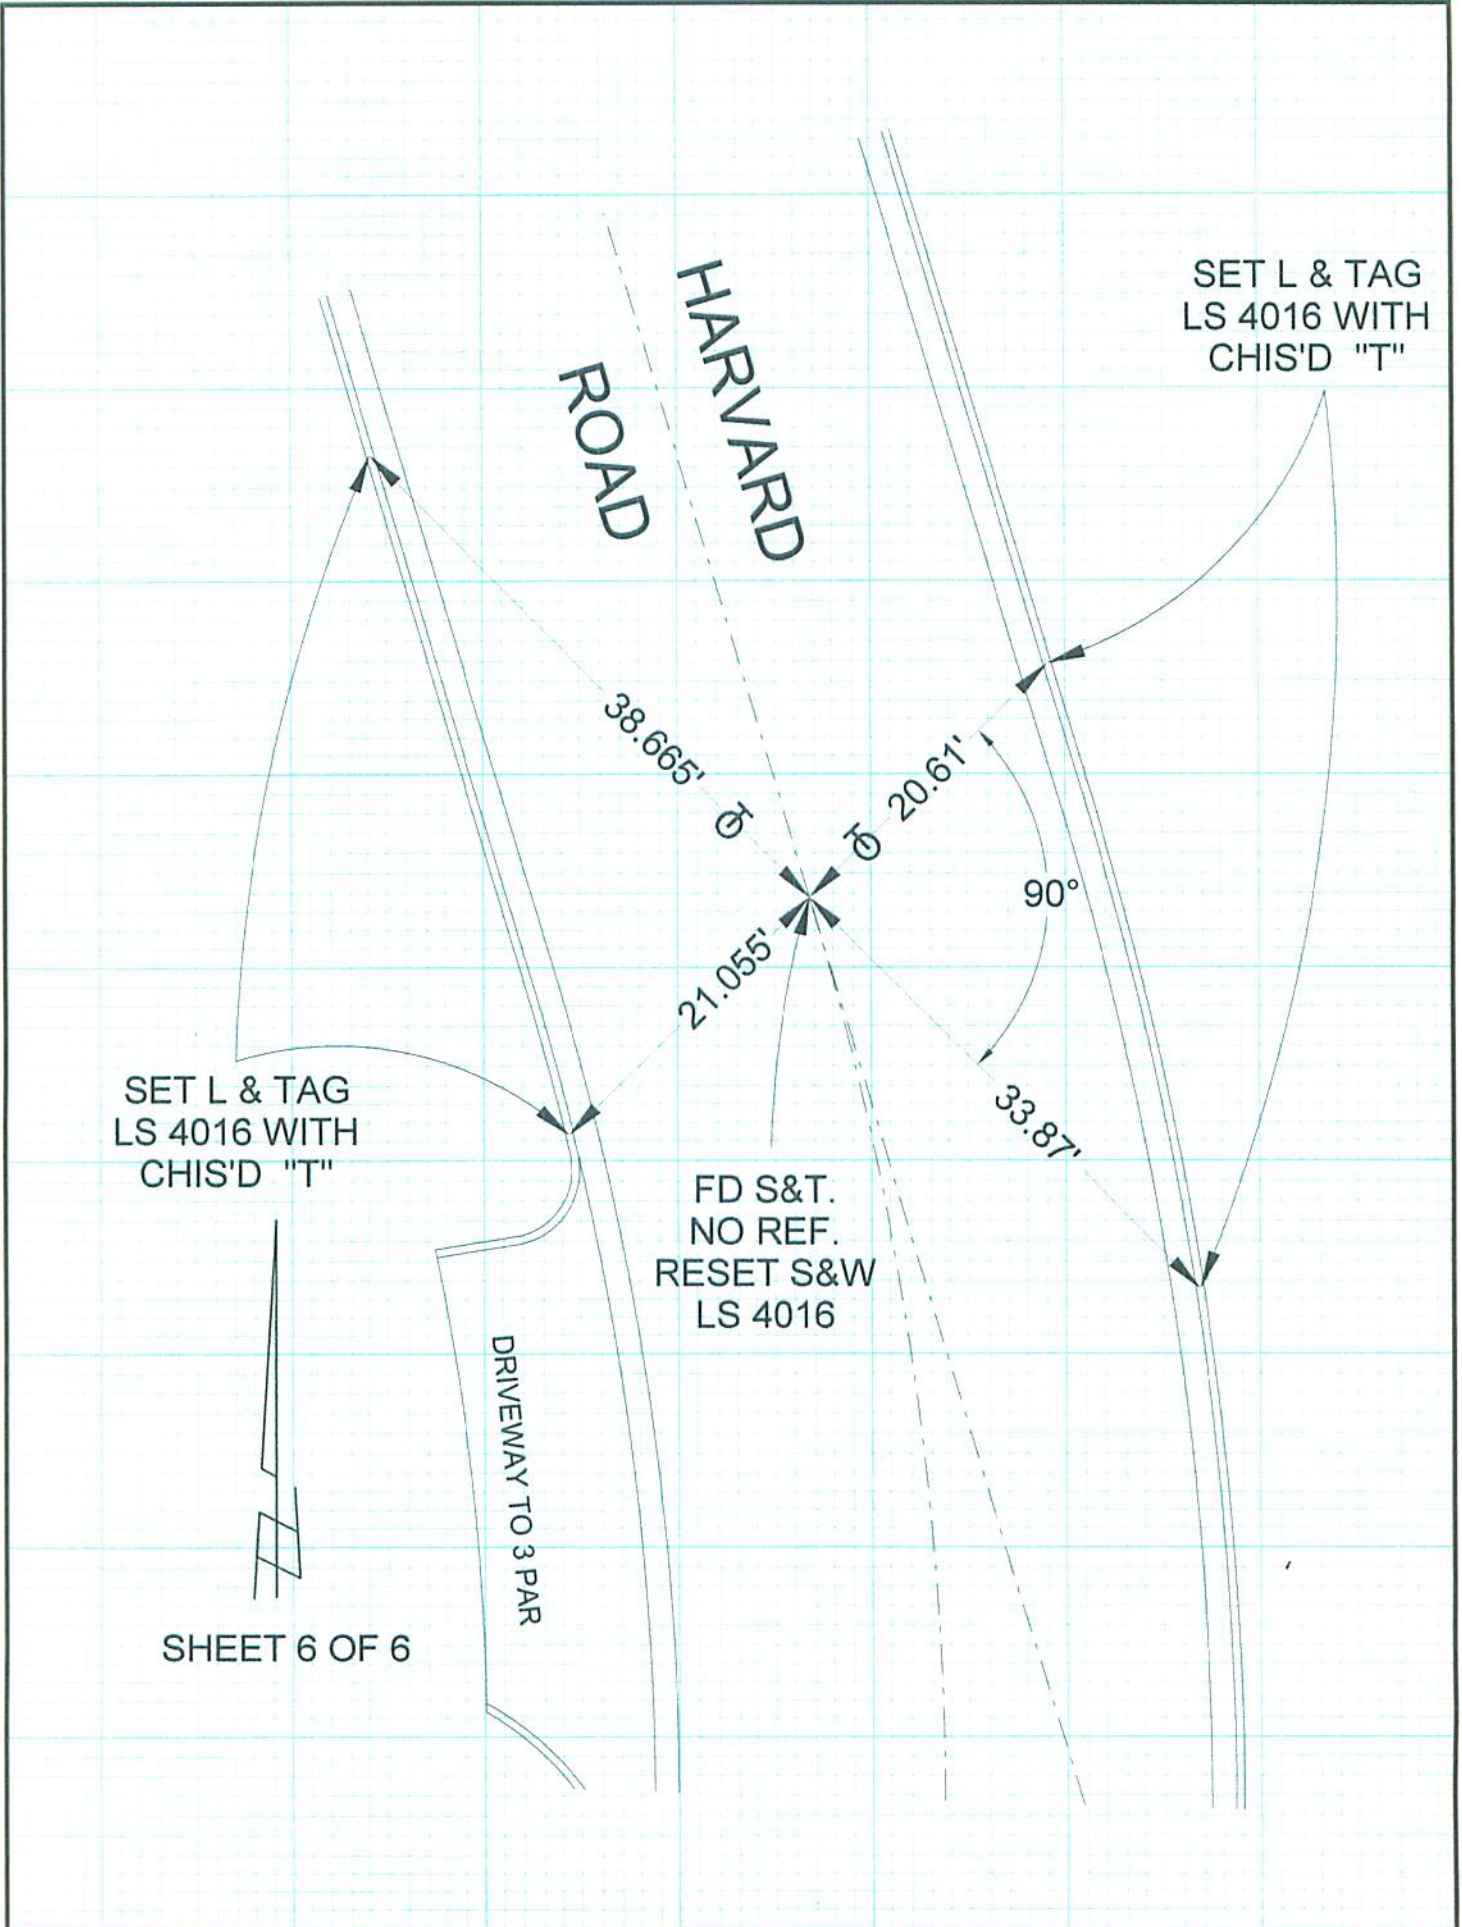 SET L & TAG
LS 4016 WITH
CHIS'D "T"
HARVARD
ROAD
38.665'
20.61'
90°
21.055'
33.87'
SET L & TAG
LS 4016 WITH
CHIS'D "T"
FD S&T.
NO REF.
RESET S&W
LS 4016
DRIVEWAY TO 3 PAR
SHEET 6 OF 6